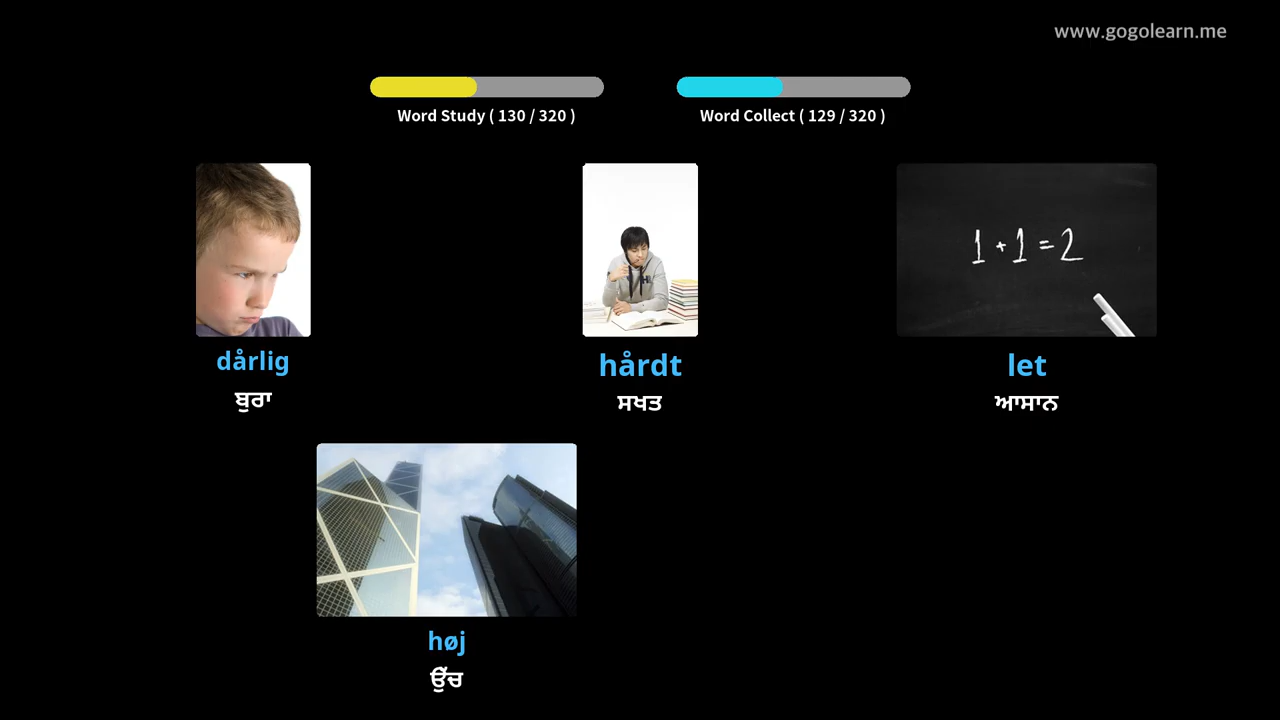 www.gogolearn.me
Word Study ( 130 / 320 )
Word Collect ( 129 / 320 )
1 + 1 = 2
dårlig
hårdt
let
ਬੁਰਾ
ਸਖਤ
ਆਸਾਨ
høj
ਉੱਚ